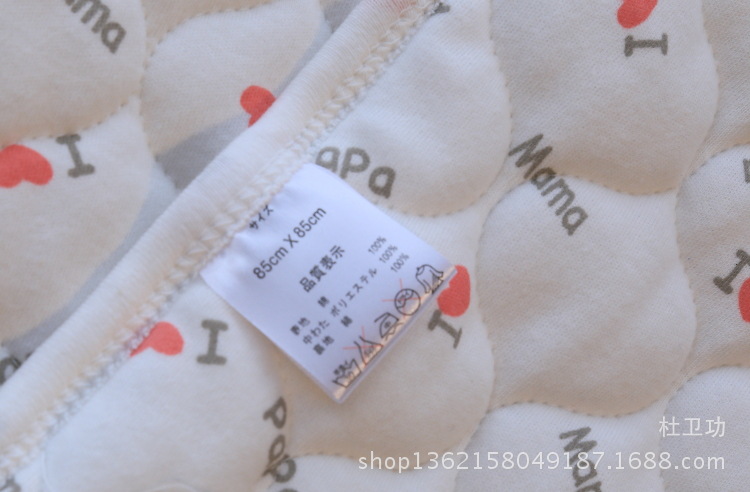 Mama
I
I
PaPa
Mama
サイズ
85cm X 85cm
品質表示
表地 綿 100%
中わた ポリエステル 100%
裏地 綿 100%
I
I
I
Papa
Mama
杜卫功
shop1362158049187.1688.com